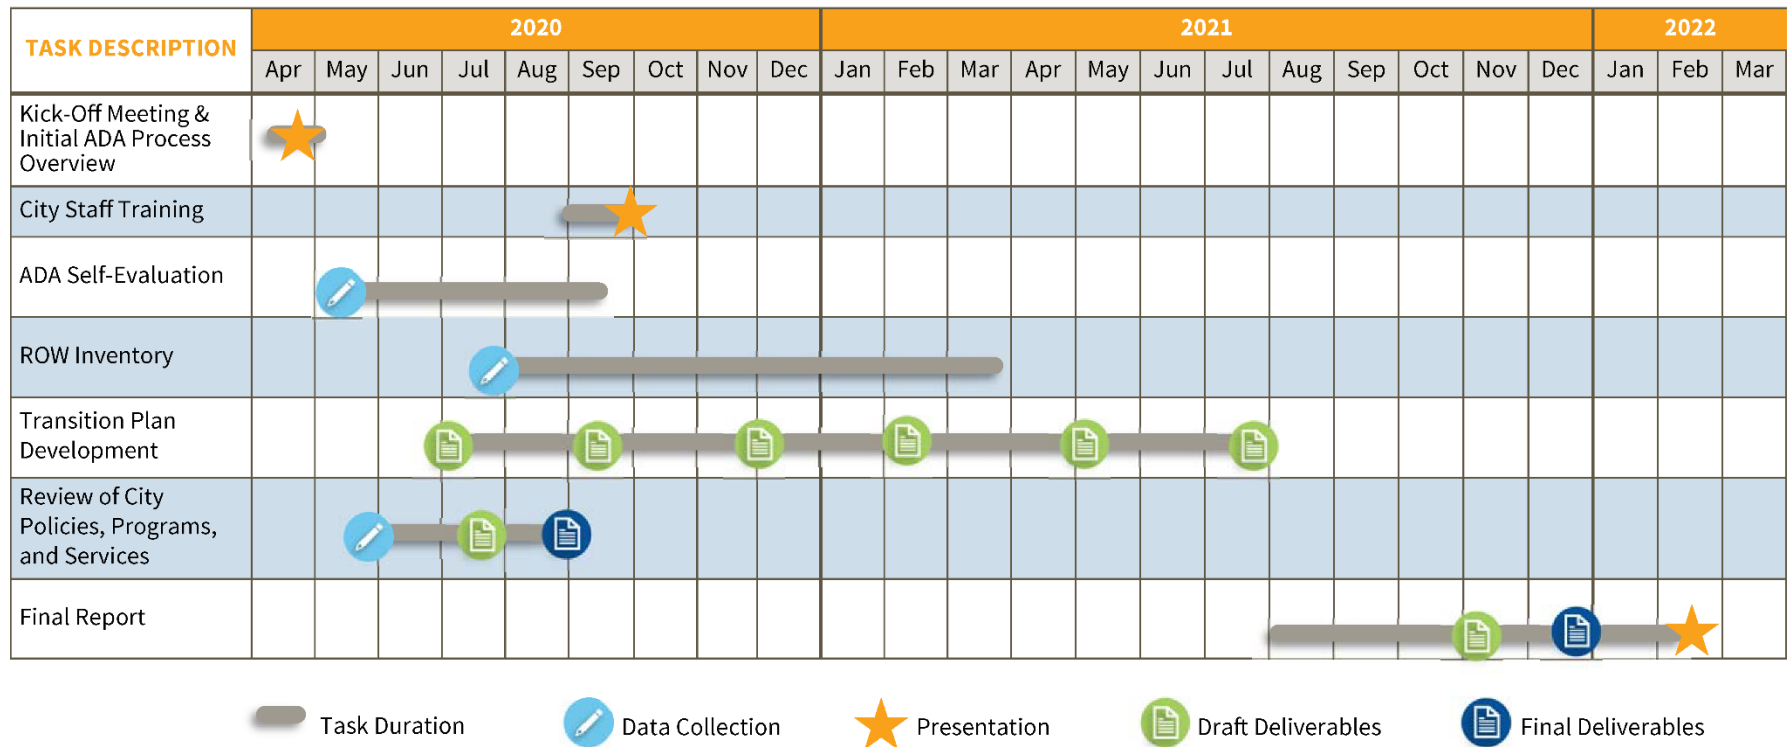 TASK DESCRIPTION
2020 2021 2022
Apr May Jun Jul Aug Sep Oct Nov Dec Jan Feb Mar Apr May Jun Jul Aug Sep Oct Nov Dec Jan Feb Mar
Kick-Off Meeting &
Initial ADA Process
Overview
City Staff Training
ADA Self-Evaluation
ROW Inventory
Transition Plan
Development
Review of City
Policies, Programs,
and Services
Final Report
Task Duration Data Collection Presentation Draft Deliverables Final Deliverables